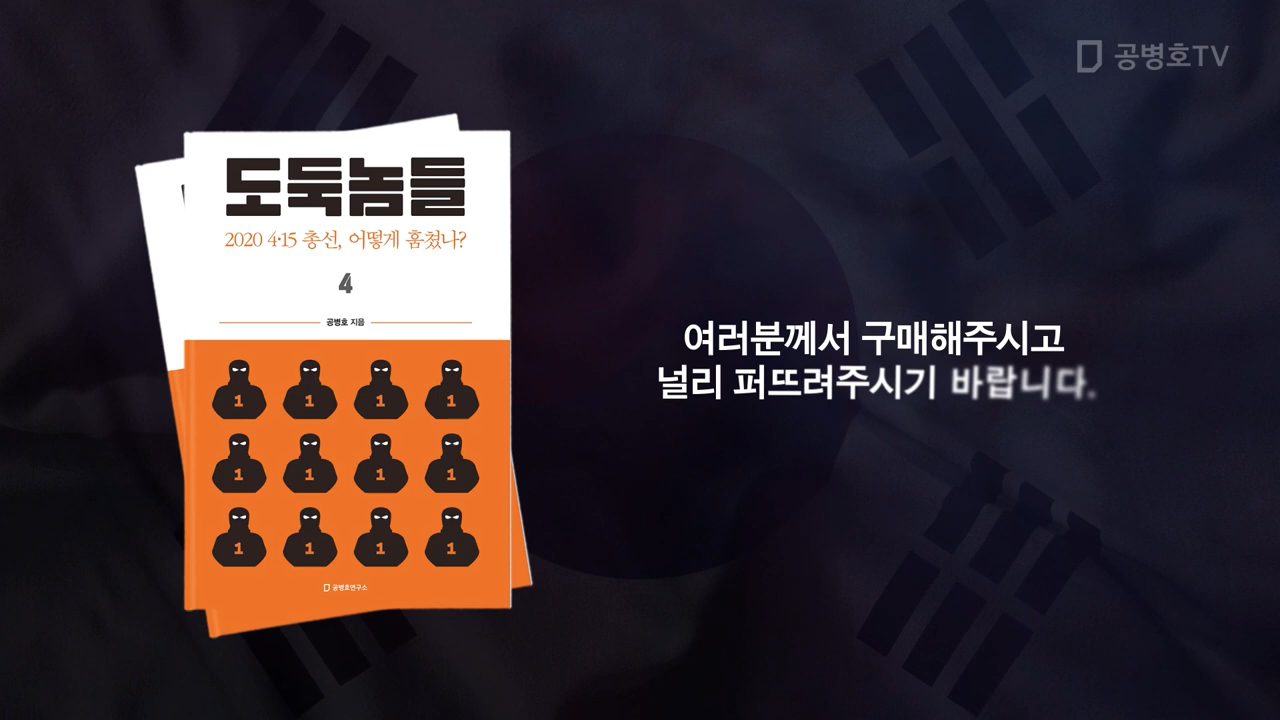 공병호TV
도둑놈들
2020 4·15 총선, 어떻게 훔쳤나?
4
공병호 지음
1 1 1 1
1 1 1 1
1 1 1 1
공병호연구소
여러분께서 구매해주시고
널리 퍼뜨려주시기 바랍니다.